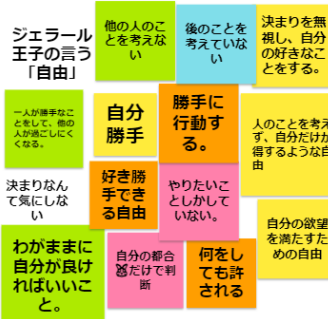 ジェラール
王子の言う
「自由」
他の人のこ
とを考えな
い
後のことを
考えていな
い
決まりを無
視し、自分
の好きなこ
とをする。
一人が勝手なこ
とをして、他の
人が過ごしにく
くなる。
自分
勝手
勝手に
行動す
る。
人のことを考え
ず、自分だけが
得するような自
由
決まりなん
て気にしな
い
好き勝
手でき
る自由
やりたいこ
としかして
いない。
自分の欲望
を満たすた
めの自由
わがままに
自分が良け
ればいいこ
と。
自分の都合
だけで判
断
何をし
ても許
される